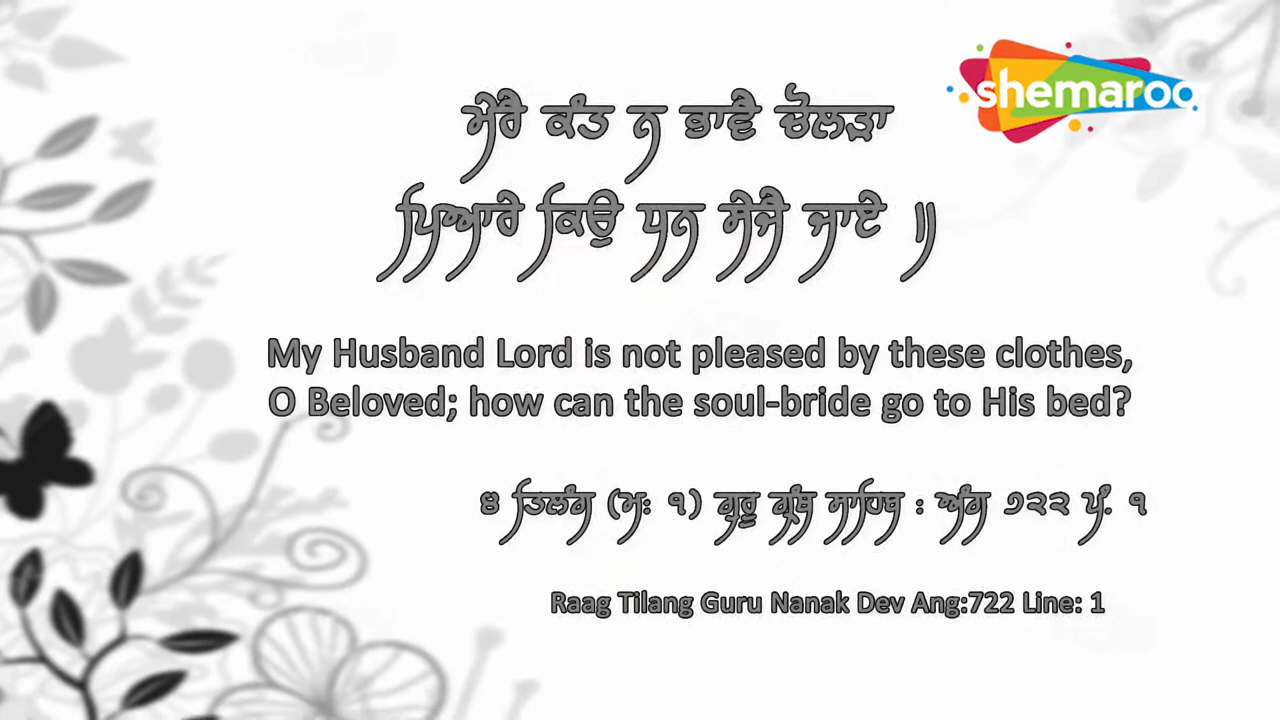 shemaroo
ਮੇਰੈ ਕੰਤ ਨ ਭਾਵੈ ਚੋਲੜਾ
ਪਿਆਰੇ ਕਿਉ ਧਨ ਸੇਜੈ ਜਾਏ ॥
My Husband Lord is not pleased by these clothes,
O Beloved; how can the soul-bride go to His bed?
੪ ਤਿਲੰਗ (ਮਃ ੧) ਗੁਰੂ ਗ੍ਰੰਥ ਸਾਹਿਬ : ਅੰਗ ੭੨੨ ਪੰ. ੧
Raag Tilang Guru Nanak Dev Ang:722 Line: 1